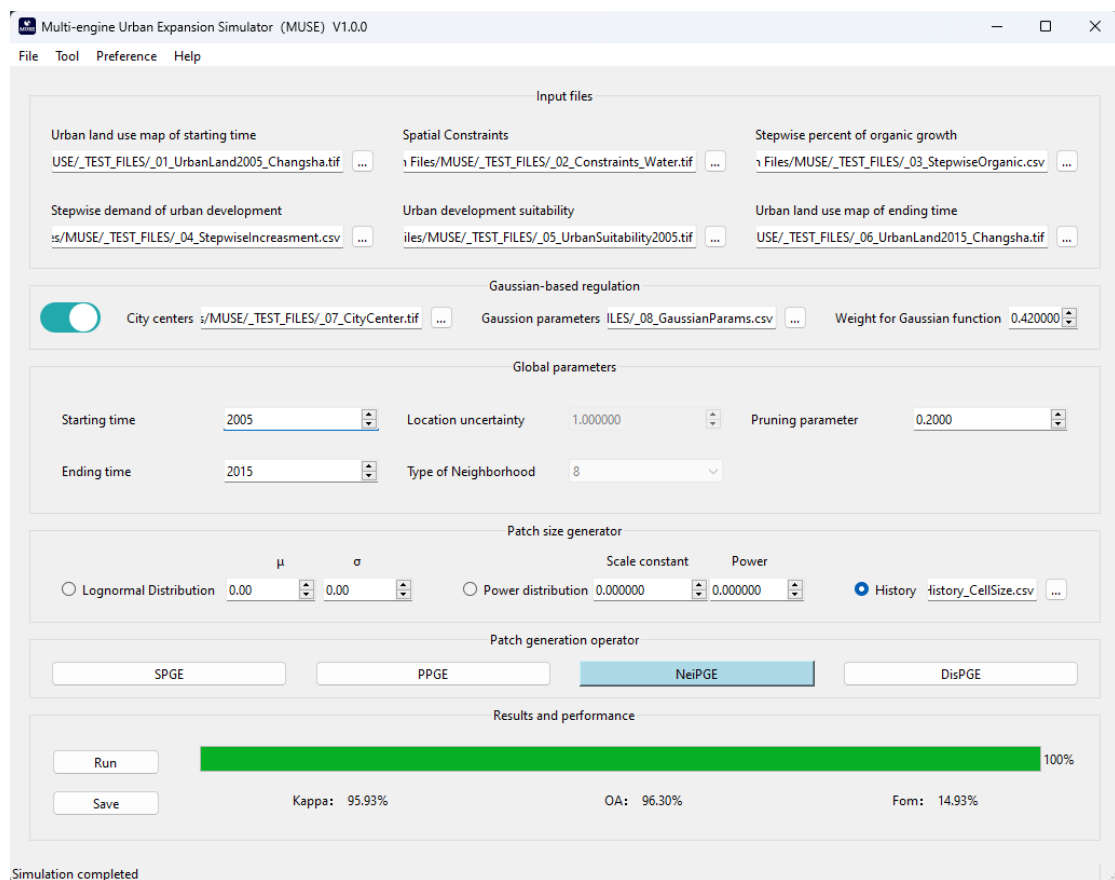 Multi-engine Urban Expansion Simulator (MUSE) V1.0.0
File Tool Preference Help
Input files
Urban land use map of starting time Spatial Constraints Stepwise percent of organic growth
USE/_TEST_FILES/_01_UrbanLand2005_Changsha.tif ... ı Files/MUSE/_TEST_FILES/_02_Constraints_Water.tif ... ı Files/MUSE/_TEST_FILES/_03_StepwiseOrganic.csv ...
Stepwise demand of urban development Urban development suitability Urban land use map of ending time
s/MUSE/_TEST_FILES/_04_StepwiseIncreasment.csv ... iles/MUSE/_TEST_FILES/_05_UrbanSuitability2005.tif ... USE/_TEST_FILES/_06_UrbanLand2015_Changsha.tif ...
Gaussian-based regulation
City centers s/MUSE/_TEST_FILES/_07_CityCenter.tif ... Gaussion parameters ILES/_08_GaussianParams.csv ... Weight for Gaussian function 0.420000
Global parameters
Starting time 2005 Location uncertainty 1.000000 Pruning parameter 0.2000
Ending time 2015 Type of Neighborhood 8
Patch size generator
μ σ Scale constant Power
Lognormal Distribution 0.00 0.00 Power distribution 0.000000 0.000000 History History_CellSize.csv ...
Patch generation operator
SPGE PPGE NeiPGE DisPGE
Results and performance
Run 100%
Save Kappa: 95.93% OA: 96.30% Fom: 14.93%
Simulation completed